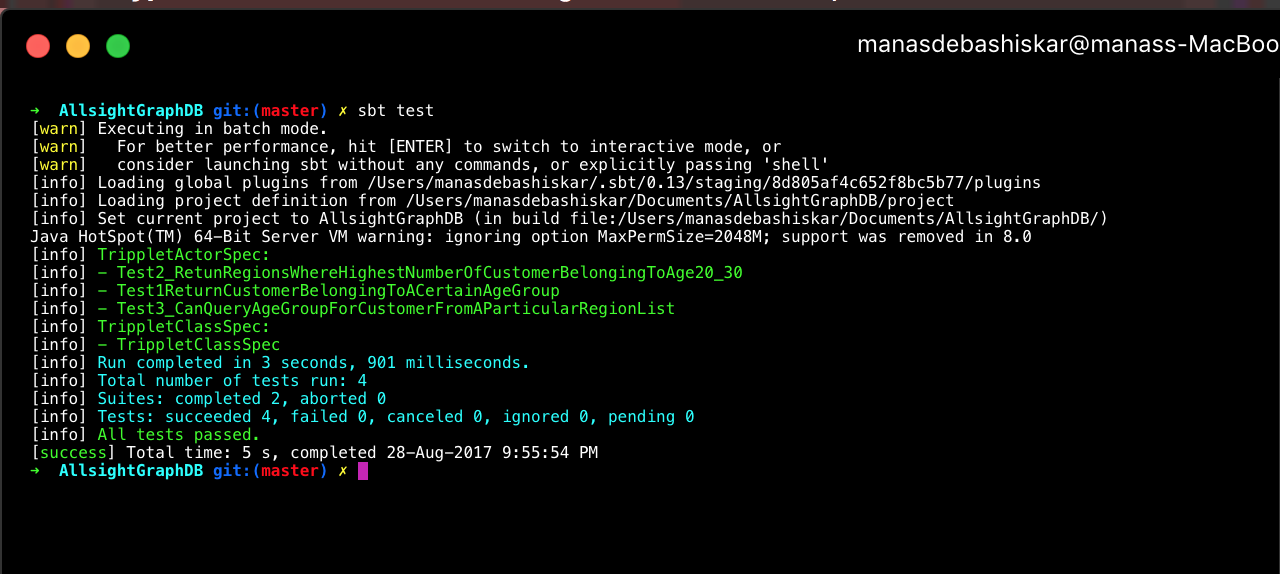 manasdebashiskar@manass-MacBoo
➜ AllsightGraphDB git:(master) ✗ sbt test
[warn] Executing in batch mode.
[warn]   For better performance, hit [ENTER] to switch to interactive mode, or
[warn]   consider launching sbt without any commands, or explicitly passing 'shell'
[info] Loading global plugins from /Users/manasdebashiskar/.sbt/0.13/staging/8d805af4c652f8bc5b77/plugins
[info] Loading project definition from /Users/manasdebashiskar/Documents/AllsightGraphDB/project
[info] Set current project to AllsightGraphDB (in build file:/Users/manasdebashiskar/Documents/AllsightGraphDB/)
Java HotSpot(TM) 64-Bit Server VM warning: ignoring option MaxPermSize=2048M; support was removed in 8.0
[info] TrippletActorSpec:
[info] - Test2_RetunRegionsWhereHighestNumberOfCustomerBelongingToAge20_30
[info] - Test1ReturnCustomerBelongingToACertainAgeGroup
[info] - Test3_CanQueryAgeGroupForCustomerFromAParticularRegionList
[info] TrippletClassSpec:
[info] - TrippletClassSpec
[info] Run completed in 3 seconds, 901 milliseconds.
[info] Total number of tests run: 4
[info] Suites: completed 2, aborted 0
[info] Tests: succeeded 4, failed 0, canceled 0, ignored 0, pending 0
[info] All tests passed.
[success] Total time: 5 s, completed 28-Aug-2017 9:55:54 PM
➜ AllsightGraphDB git:(master) ✗